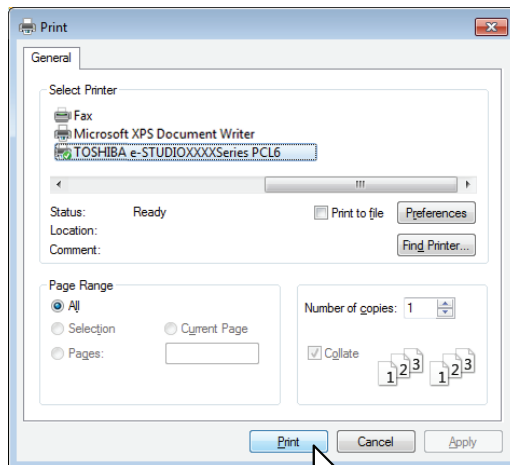 Print
General
Select Printer
Fax
Microsoft XPS Document Writer
TOSHIBA e-STUDIOXXXXSeries PCL6
Status: Ready
Print to file
Preferences
Location:
Comment:
Find Printer...
Page Range
All
Selection
Current Page
Pages:
Number of copies: 1
Collate
1 2 3 1 2 3
Print
Cancel
Apply